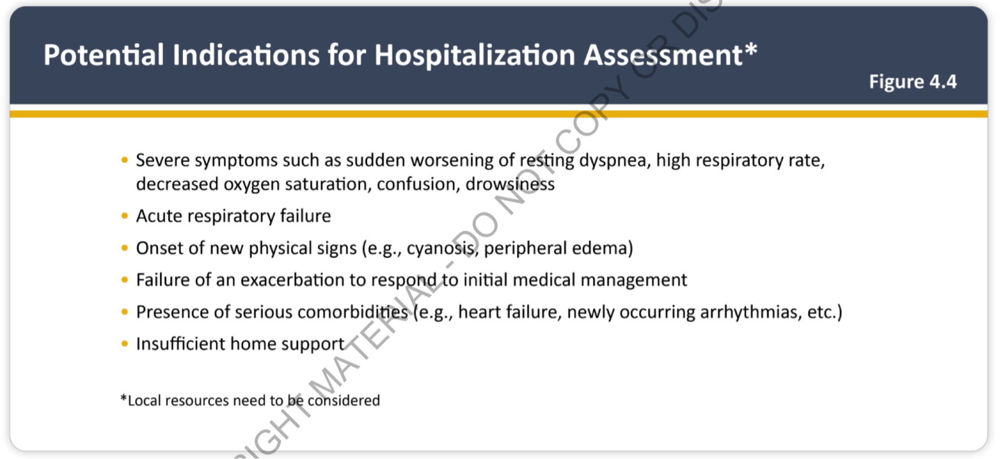 Potential Indications for Hospitalization Assessment*
Figure 4.4
• Severe symptoms such as sudden worsening of resting dyspnea, high respiratory rate,
decreased oxygen saturation, confusion, drowsiness
• Acute respiratory failure
• Onset of new physical signs (e.g., cyanosis, peripheral edema)
• Failure of an exacerbation to respond to initial medical management
• Presence of serious comorbidities (e.g., heart failure, newly occurring arrhythmias, etc.)
• Insufficient home support
*Local resources need to be considered
RIGHT MATERIAL - DO NOT COPY OR DIS